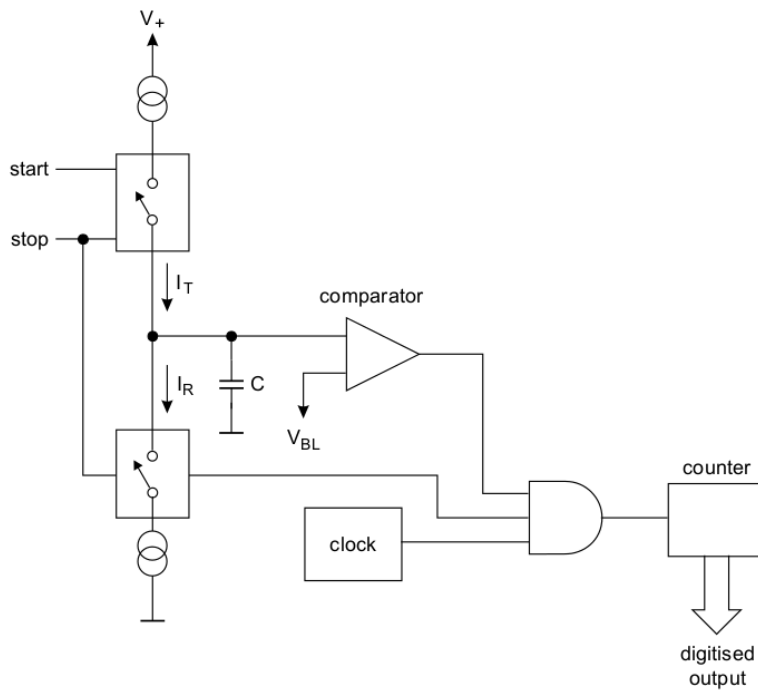 V+
start
stop
IT
comparator
IR
C
VBL
counter
clock
digitised
output